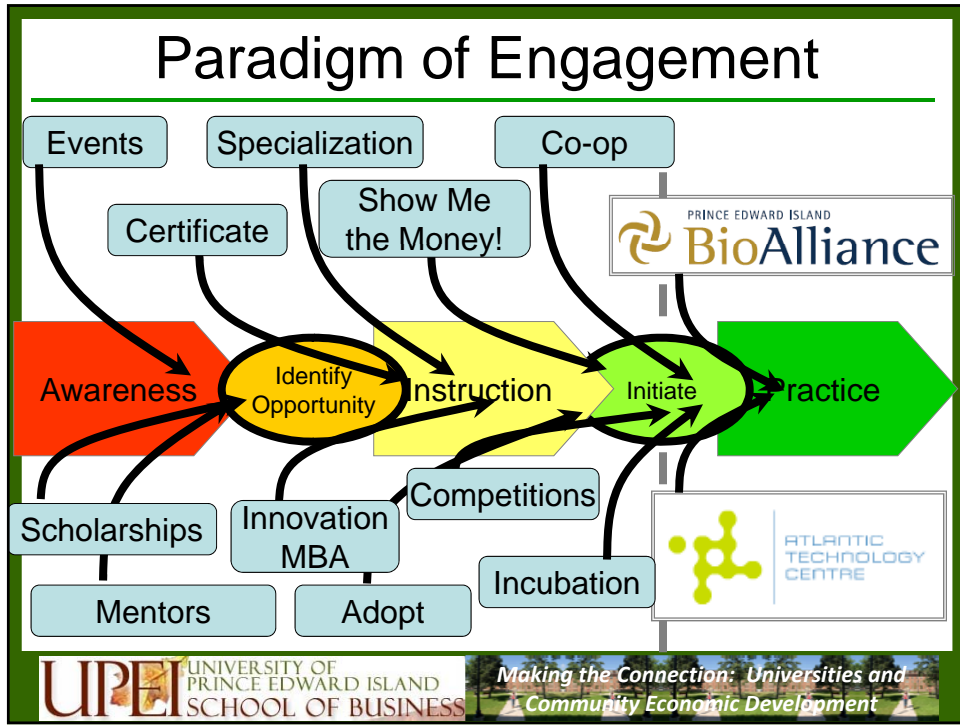 Paradigm of Engagement
Events
Specialization
Co-op
Certificate
Show Me
the Money!
PRINCE EDWARD ISLAND
BioAlliance
Awareness
Identify
Opportunity
Instruction
Initiate
Practice
Scholarships
Innovation
MBA
Competitions
Mentors
Adopt
Incubation
ATLANTIC
TECHNOLOGY
CENTRE
UPEI
UNIVERSITY OF
PRINCE EDWARD ISLAND
SCHOOL OF BUSINESS
Making the Connection: Universities and
Community Economic Development